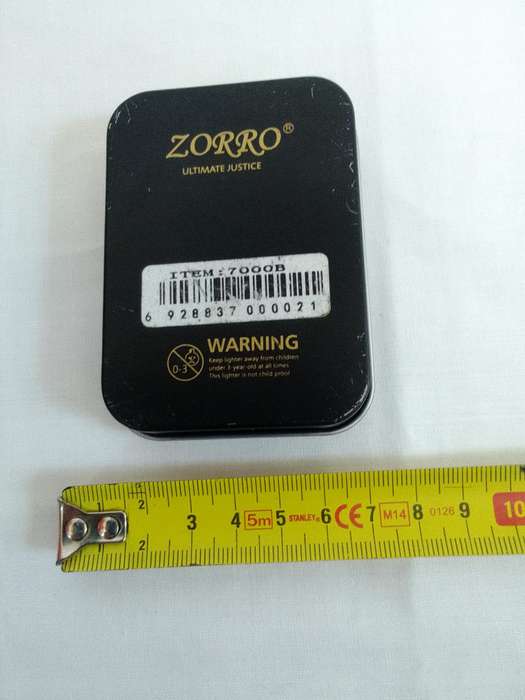 ZORRO®
ULTIMATE JUSTICE
ITEM:7000B
6 928837 000021
WARNING
0-3
Keep lighter away from children
under 3 year old at all times
This lighter is not child proof
2
2 3 4 5m 5 STANLEY® 6 CE 7 M14 8 0126 9 10